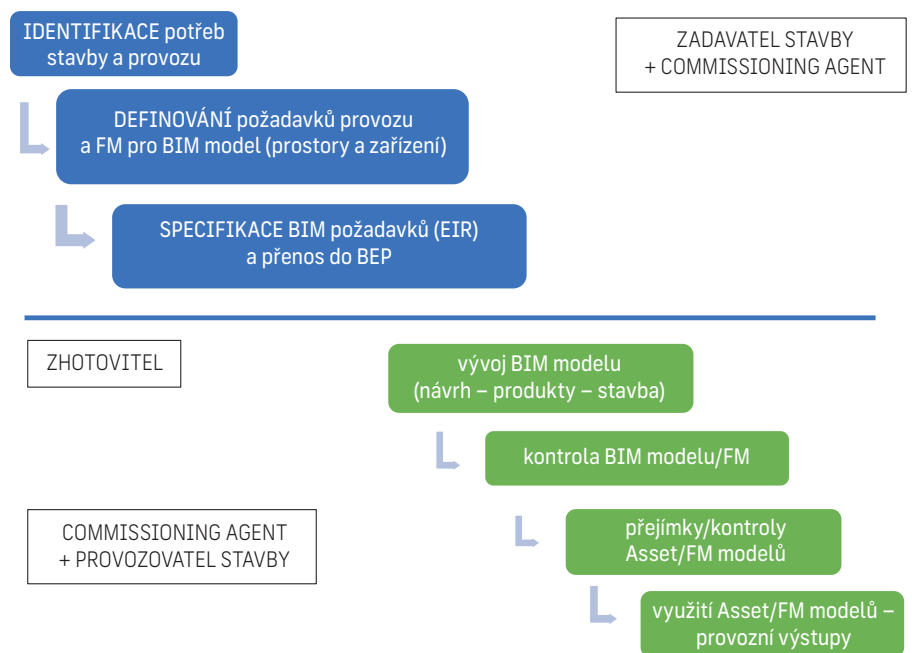 IDENTIFIKACE potřeb
stavby a provozu
ZADAVATEL STAVBY
+ COMMISSIONING AGENT
DEFINOVÁNÍ požadavků provozu
a FM pro BIM model (prostory a zařízení)
SPECIFIKACE BIM požadavků (EIR)
a přenos do BEP
ZHOTOVITEL
vývoj BIM modelu
(návrh – produkty – stavba)
kontrola BIM modelu/FM
COMMISSIONING AGENT
+ PROVOZOVATEL STAVBY
přejímky/kontroly
Asset/FM modelů
využití Asset/FM modelů –
provozní výstupy